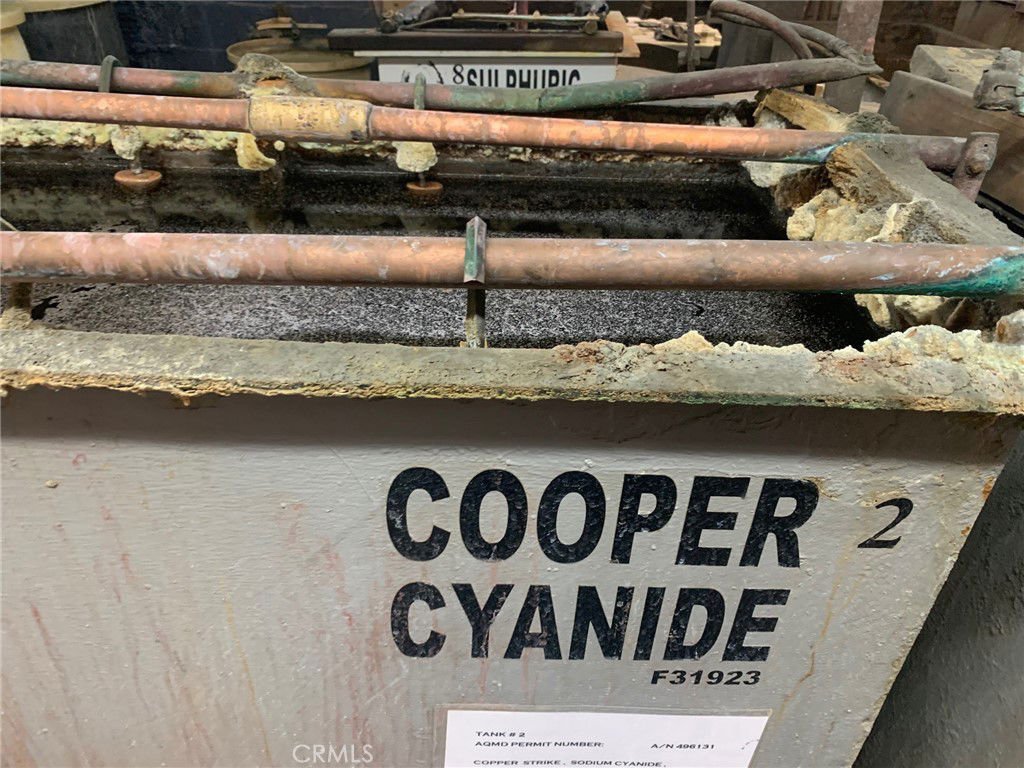 8 SULPHURIC
COOPER 2
CYANIDE
F31923
TANK # 2
AQMD PERMIT NUMBER: A/N 496131
COPPER STRIKE, SODIUM CYANIDE,
CRMLS